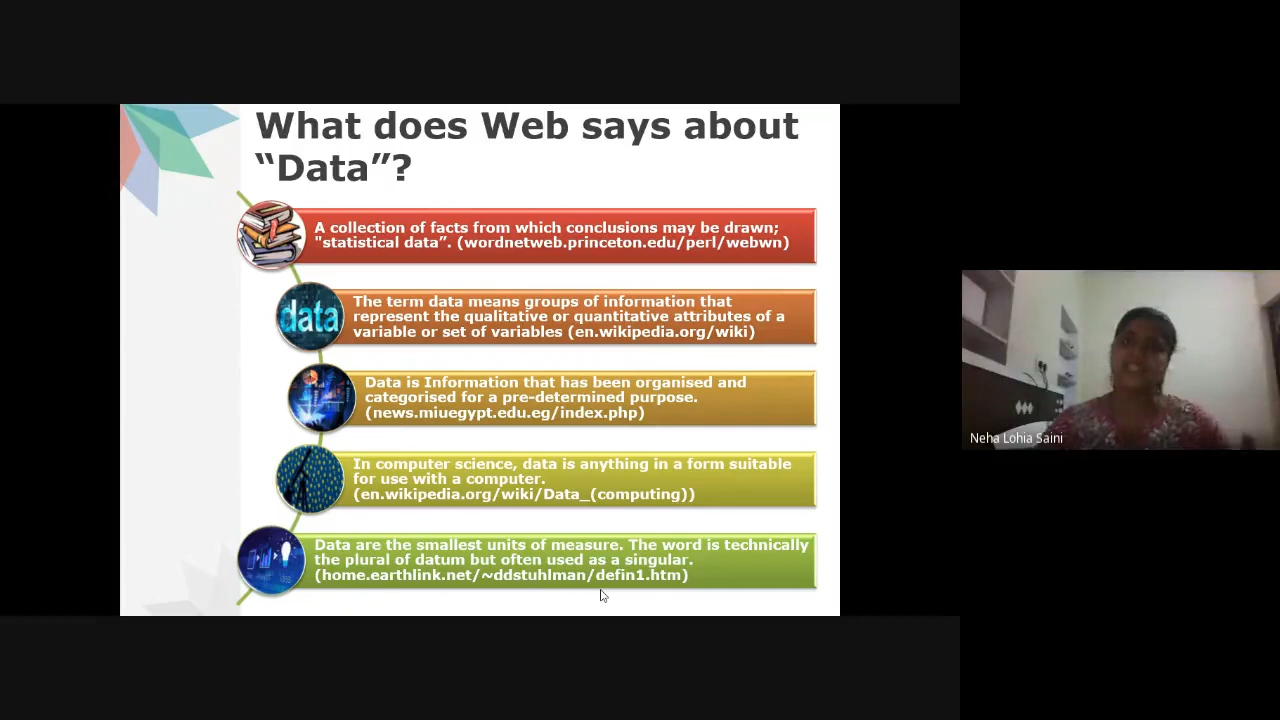 What does Web says about
“Data”?
A collection of facts from which conclusions may be drawn;
"statistical data”. (wordnetweb.princeton.edu/perl/webwn)
data
The term data means groups of information that
represent the qualitative or quantitative attributes of a
variable or set of variables (en.wikipedia.org/wiki)
Data is Information that has been organised and
categorised for a pre-determined purpose.
(news.miuegypt.edu.eg/index.php)
In computer science, data is anything in a form suitable
for use with a computer.
(en.wikipedia.org/wiki/Data_(computing))
Data are the smallest units of measure. The word is technically
the plural of datum but often used as a singular.
(home.earthlink.net/~ddstuhlman/defin1.htm)
Neha Lohia Saini